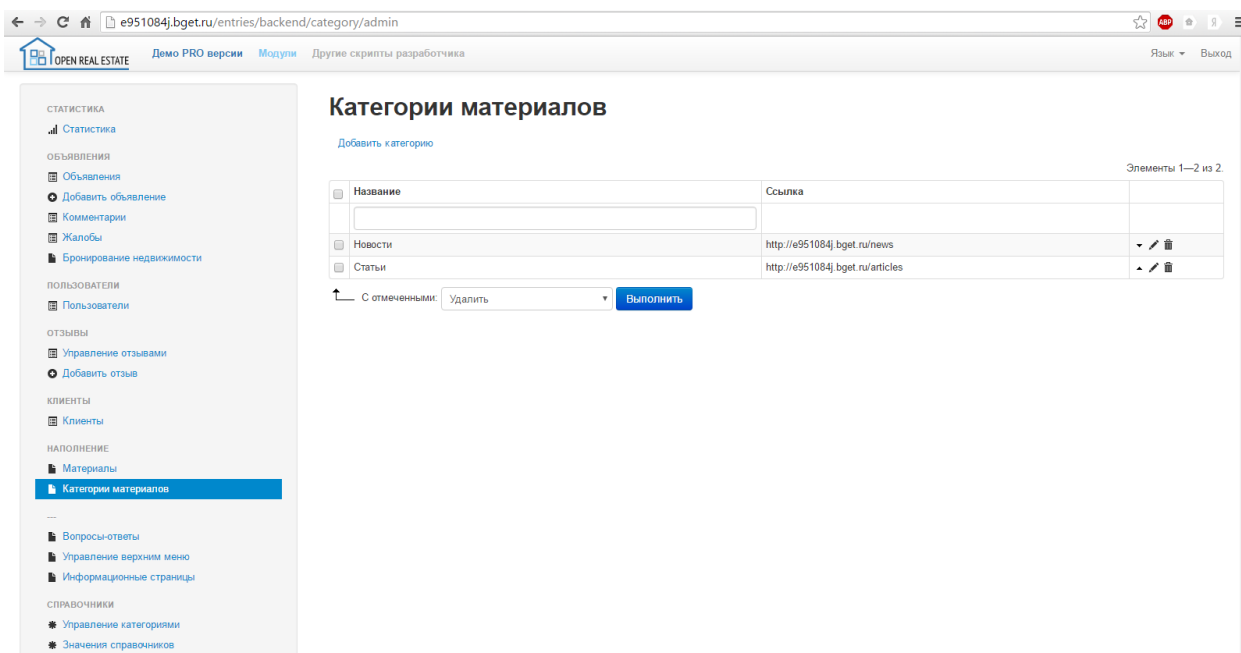 e951084j.bget.ru/entries/backend/category/admin
ABP
OPEN REAL ESTATE Демо PRO версии Модули Другие скрипты разработчика Язык Выход
СТАТИСТИКА
Статистика
ОБЪЯВЛЕНИЯ
Объявления
Добавить объявление
Комментарии
Жалобы
Бронирование недвижимости
ПОЛЬЗОВАТЕЛИ
Пользователи
ОТЗЫВЫ
Управление отзывами
Добавить отзыв
КЛИЕНТЫ
Клиенты
НАПОЛНЕНИЕ
Материалы
Категории материалов
—
Вопросы-ответы
Управление верхним меню
Информационные страницы
СПРАВОЧНИКИ
Управление категориями
Значения справочников
Категории материалов
Добавить категорию
Элементы 1—2 из 2.
Название Ссылка
Новости http://e951084j.bget.ru/news
Статьи http://e951084j.bget.ru/articles
С отмеченными: Удалить Выполнить